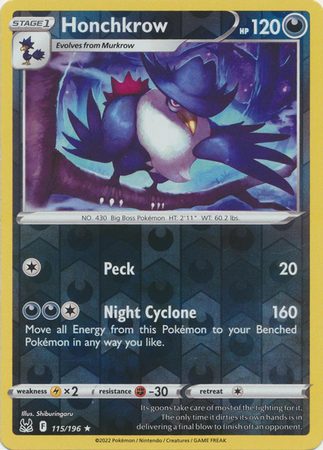 STAGE 1
Honchkrow
HP 120
Evolves from Murkrow
NO. 430 Big Boss Pokémon HT: 2'11" WT: 60.2 lbs.
Peck 20
Night Cyclone 160
Move all Energy from this Pokémon to your Benched
Pokémon in any way you like.
weakness ×2 resistance -30 retreat
Illus. Shiburingaru
F 115/196 ★
Its goons take care of most of the fighting for it.
The only time it dirties its own hands is in
delivering a final blow to finish off an opponent.
©2022 Pokémon / Nintendo / Creatures / GAME FREAK